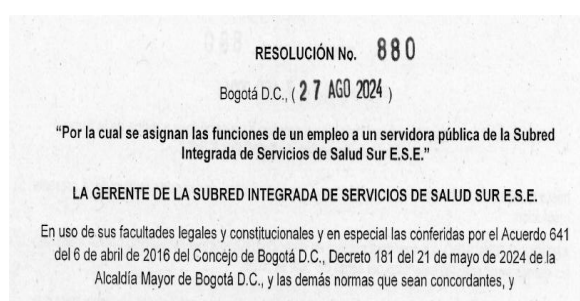 RESOLUCIÓN No. 880
Bogotá D.C., ( 27 AGO 2024 )
“Por la cual se asignan las funciones de un empleo a un servidora pública de la Subred
Integrada de Servicios de Salud Sur E.S.E.”
LA GERENTE DE LA SUBRED INTEGRADA DE SERVICIOS DE SALUD SUR E.S.E.
En uso de sus facultades legales y constitucionales y en especial las conferidas por el Acuerdo 641
del 6 de abril de 2016 del Concejo de Bogotá D.C., Decreto 181 del 21 de mayo de 2024 de la
Alcaldía Mayor de Bogotá D.C., y las demás normas que sean concordantes, y